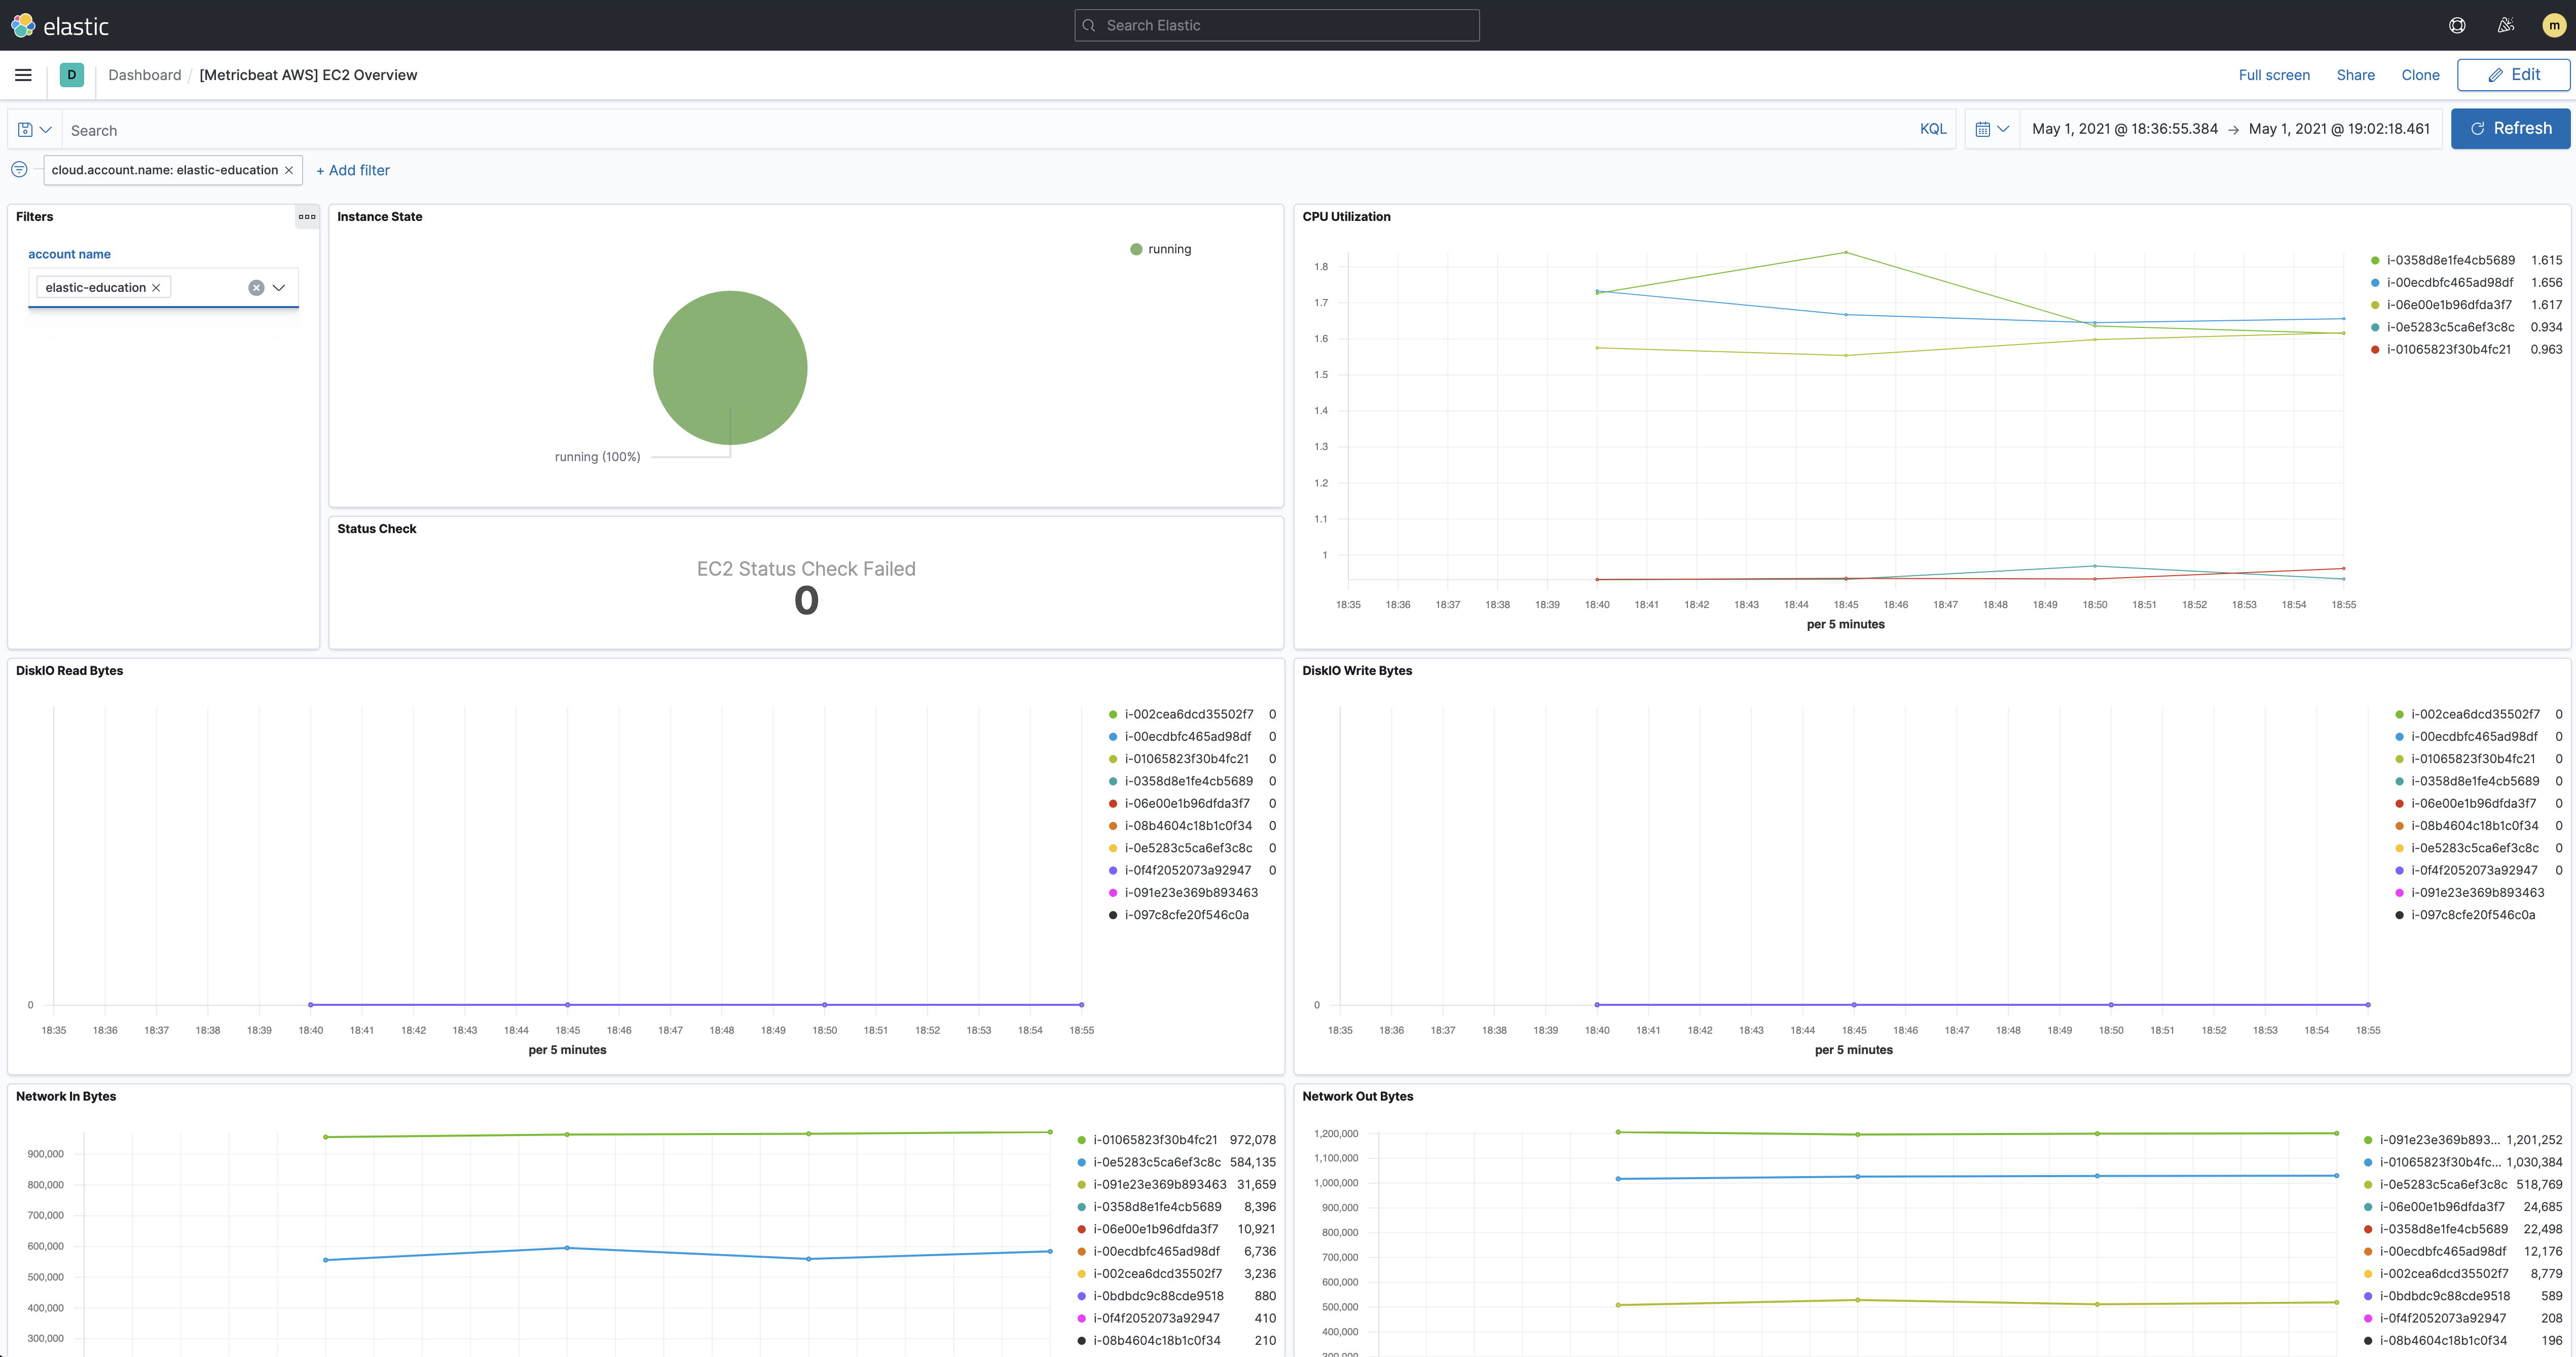 elastic
Search Elastic
m
D
Dashboard / [Metricbeat AWS] EC2 Overview
Full screen
Share
Clone
Edit
Search
KQL
May 1, 2021 @ 18:36:55.384 → May 1, 2021 @ 19:02:18.461
Refresh
cloud.account.name: elastic-education ×
+ Add filter
Filters
account name
elastic-education ×
Instance State
running
running (100%)
Status Check
EC2 Status Check Failed
0
CPU Utilization
1.8
1.7
1.6
1.5
1.4
1.3
1.2
1.1
1
18:35 18:36 18:37 18:38 18:39 18:40 18:41 18:42 18:43 18:44 18:45 18:46 18:47 18:48 18:49 18:50 18:51 18:52 18:53 18:54 18:55
per 5 minutes
i-0358d8e1fe4cb5689 1.615
i-00ecdbfc465ad98df 1.656
i-06e00e1b96dfda3f7 1.617
i-0e5283c5ca6ef3c8c 0.934
i-01065823f30b4fc21 0.963
DiskIO Read Bytes
0
18:35 18:36 18:37 18:38 18:39 18:40 18:41 18:42 18:43 18:44 18:45 18:46 18:47 18:48 18:49 18:50 18:51 18:52 18:53 18:54 18:55
per 5 minutes
i-002cea6dcd35502f7 0
i-00ecdbfc465ad98df 0
i-01065823f30b4fc21 0
i-0358d8e1fe4cb5689 0
i-06e00e1b96dfda3f7 0
i-08b4604c18b1c0f34 0
i-0e5283c5ca6ef3c8c 0
i-0f4f2052073a92947 0
i-091e23e369b893463
i-097c8cfe20f546c0a
DiskIO Write Bytes
0
18:35 18:36 18:37 18:38 18:39 18:40 18:41 18:42 18:43 18:44 18:45 18:46 18:47 18:48 18:49 18:50 18:51 18:52 18:53 18:54 18:55
per 5 minutes
i-002cea6dcd35502f7 0
i-00ecdbfc465ad98df 0
i-01065823f30b4fc21 0
i-0358d8e1fe4cb5689 0
i-06e00e1b96dfda3f7 0
i-08b4604c18b1c0f34 0
i-0e5283c5ca6ef3c8c 0
i-0f4f2052073a92947 0
i-091e23e369b893463
i-097c8cfe20f546c0a
Network In Bytes
900,000
800,000
700,000
600,000
500,000
400,000
300,000
i-01065823f30b4fc21 972,078
i-0e5283c5ca6ef3c8c 584,135
i-091e23e369b893463 31,659
i-0358d8e1fe4cb5689 8,396
i-06e00e1b96dfda3f7 10,921
i-00ecdbfc465ad98df 6,736
i-002cea6dcd35502f7 3,236
i-0bdbdc9c88cde9518 880
i-0f4f2052073a92947 410
i-08b4604c18b1c0f34 210
Network Out Bytes
1,200,000
1,100,000
1,000,000
900,000
800,000
700,000
600,000
500,000
400,000
300,000
i-091e23e369b893... 1,201,252
i-01065823f30b4fc... 1,030,384
i-0e5283c5ca6ef3c8c 518,769
i-06e00e1b96dfda3f7 24,685
i-0358d8e1fe4cb5689 22,498
i-00ecdbfc465ad98df 12,176
i-002cea6dcd35502f7 8,779
i-0bdbdc9c88cde9518 589
i-0f4f2052073a92947 208
i-08b4604c18b1c0f34 196